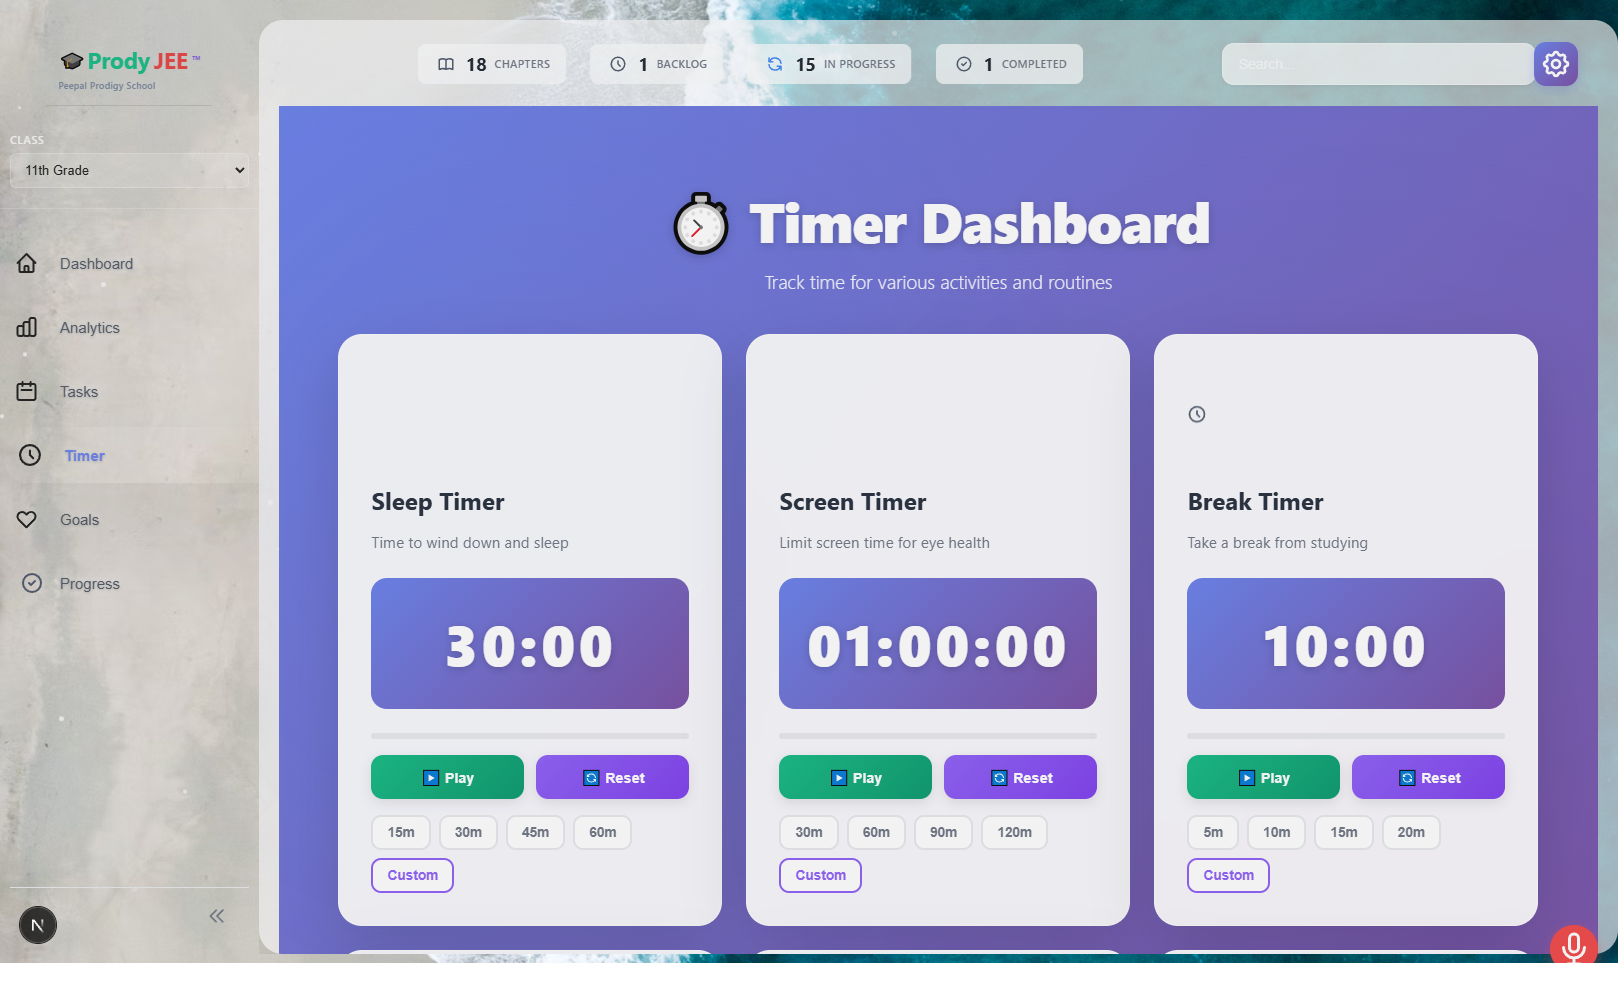 Prody JEE ™
Peepal Prodigy School
CLASS
11th Grade
Dashboard
Analytics
Tasks
Timer
Goals
Progress
N
18 CHAPTERS
1 BACKLOG
15 IN PROGRESS
1 COMPLETED
Search...
Timer Dashboard
Track time for various activities and routines
Sleep Timer
Time to wind down and sleep
30:00
Play
Reset
15m
30m
45m
60m
Custom
Screen Timer
Limit screen time for eye health
01:00:00
Play
Reset
30m
60m
90m
120m
Custom
Break Timer
Take a break from studying
10:00
Play
Reset
5m
10m
15m
20m
Custom